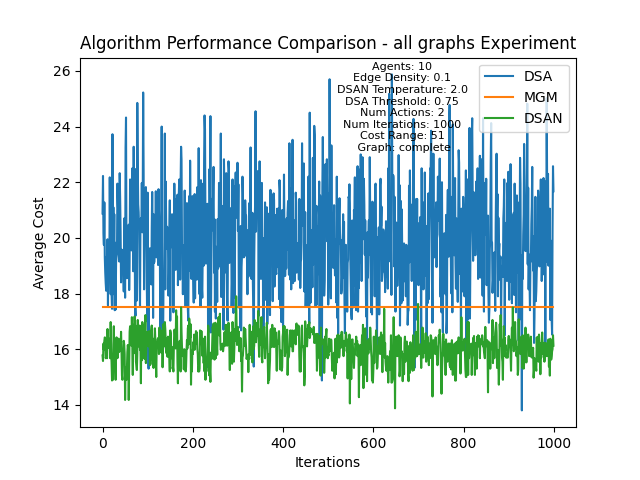 Algorithm Performance Comparison - all graphs Experiment
Agents: 10
Edge Density: 0.1
DSAN Temperature: 2.0
DSA Threshold: 0.75
Num Actions: 2
Num Iterations: 1000
Cost Range: 51
Graph: complete
DSA
MGM
DSAN
Average Cost
26
24
22
20
18
16
14
0
200
400
600
800
1000
Iterations